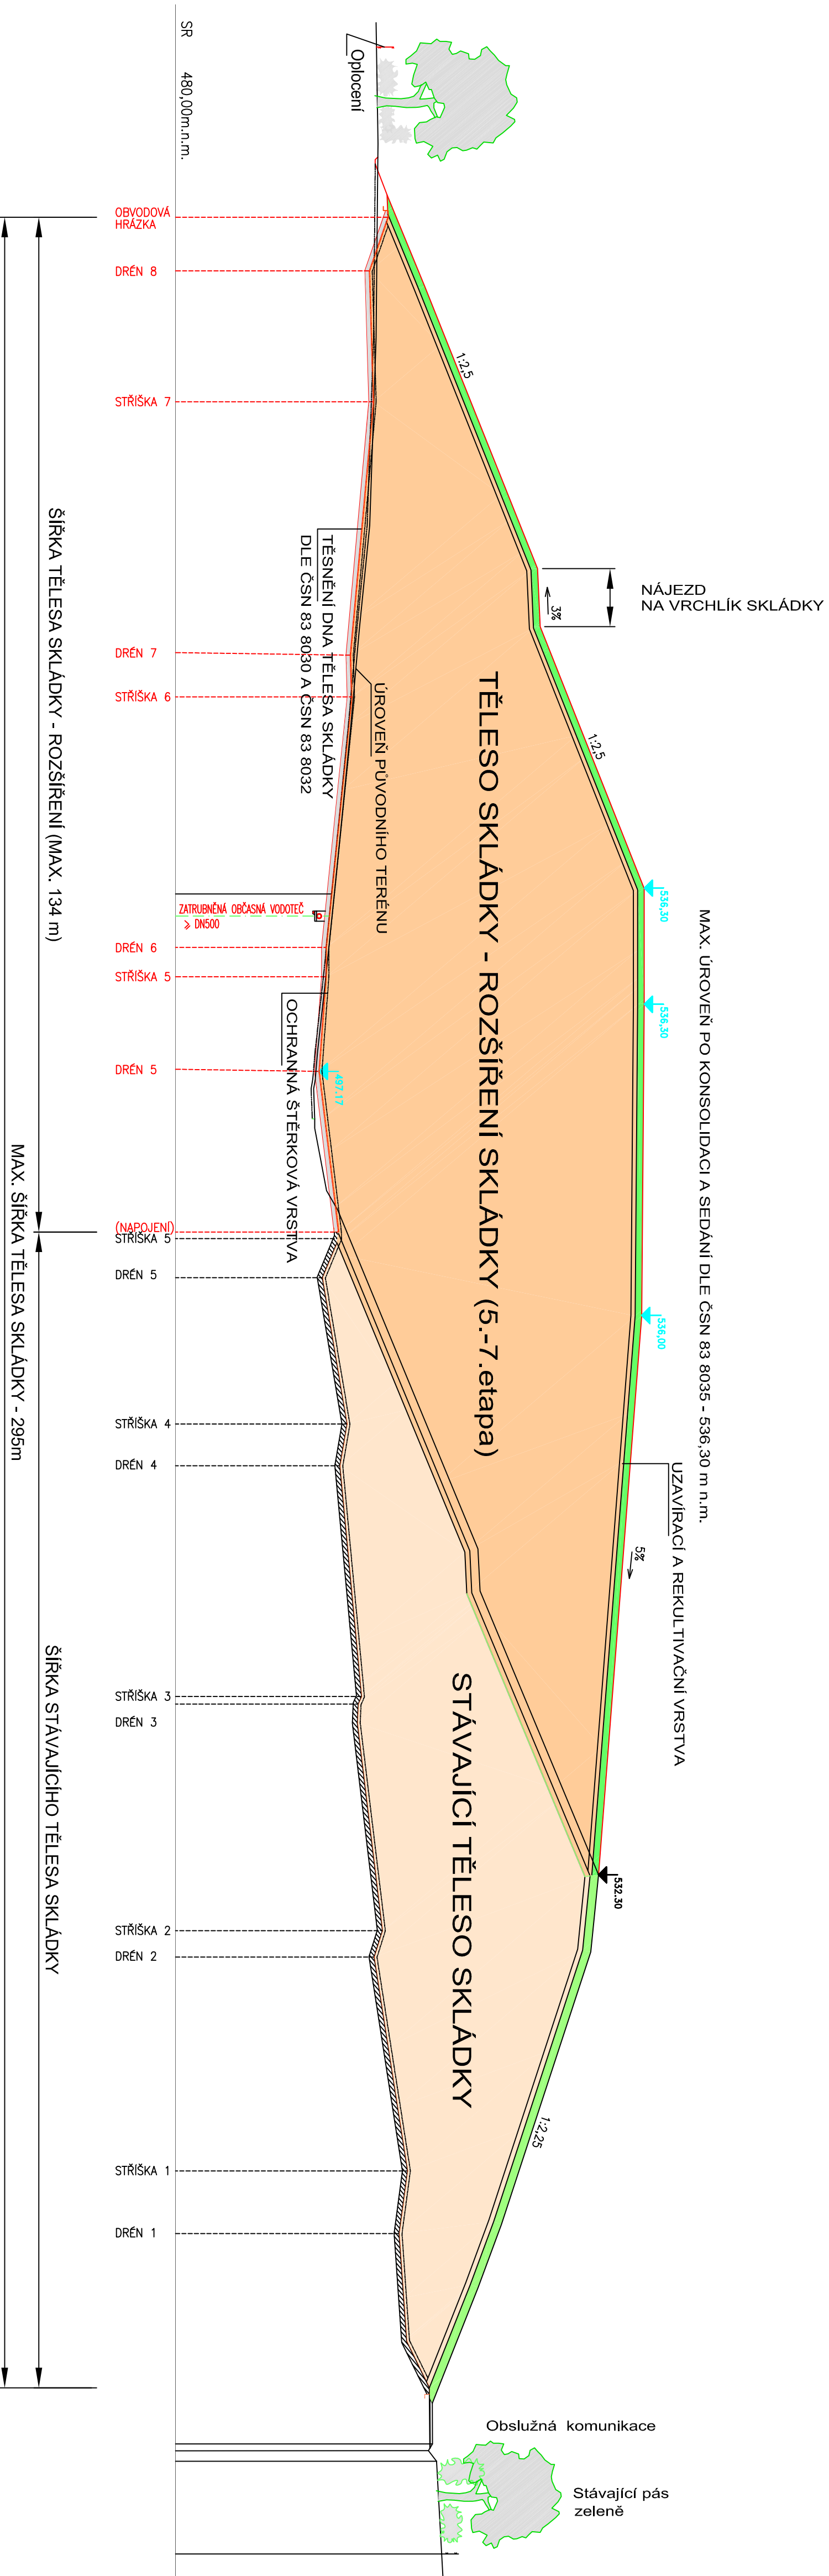 Oplocení
SR 480,00m.n.m.
OBVODOVÁ
HRÁZKA
DRÉN 8
STŘÍŠKA 7
DRÉN 7
STŘÍŠKA 6
ZATRUBNĚNÁ OBČASNÁ VODOTEČ
DN500
DRÉN 6
STŘÍŠKA 5
DRÉN 5
(NAPOJENÍ)
STŘÍŠKA 5
DRÉN 5
STŘÍŠKA 4
DRÉN 4
STŘÍŠKA 3
DRÉN 3
STŘÍŠKA 2
DRÉN 2
STŘÍŠKA 1
DRÉN 1
1:2,5
3%
NÁJEZD
NA VRCHLÍK SKLÁDKY
1:2,5
536,30
536,30
536,00
532.30
497.17
MAX. ÚROVEŇ PO KONSOLIDACI A SEDÁNÍ DLE ČSN 83 8035 - 536,30 m n.m.
UZAVÍRACÍ A REKULTIVAČNÍ VRSTVA
5%
1:2,25
TĚLESO SKLÁDKY - ROZŠÍŘENÍ SKLÁDKY (5.-7.etapa)
STÁVAJÍCÍ TĚLESO SKLÁDKY
ÚROVEŇ PŮVODNÍHO TERÉNU
TĚSNĚNÍ DNA TĚLESA SKLÁDKY
DLE ČSN 83 8030 A ČSN 83 8032
OCHRANNÁ ŠTĚRKOVÁ VRSTVA
ŠÍŘKA TĚLESA SKLÁDKY - ROZŠÍŘENÍ (MAX. 134 m)
ŠÍŘKA STÁVAJÍCÍHO TĚLESA SKLÁDKY
MAX. ŠÍŘKA TĚLESA SKLÁDKY - 295m
Obslužná komunikace
Stávající pás
zeleně